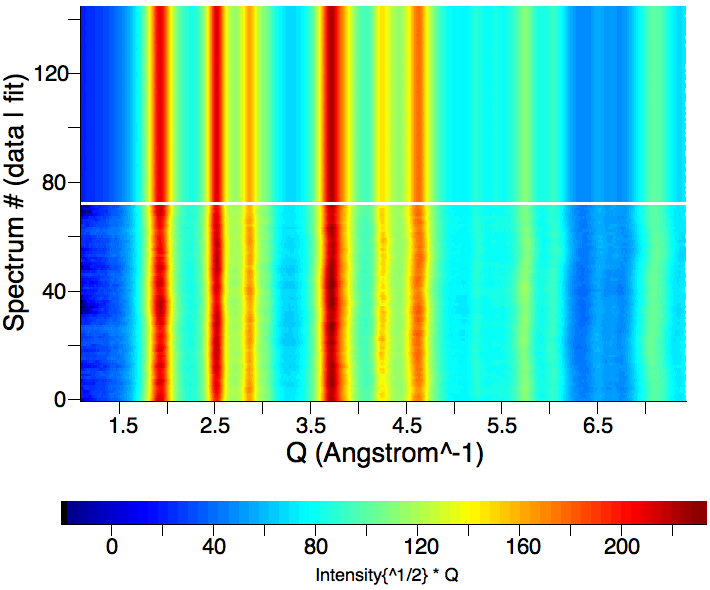 Spectrum # (data I fit)
120
80
40
0
1.5 2.5 3.5 4.5 5.5 6.5
Q (Angstrom^-1)
0 40 80 120 160 200
Intensity{^1/2} * Q